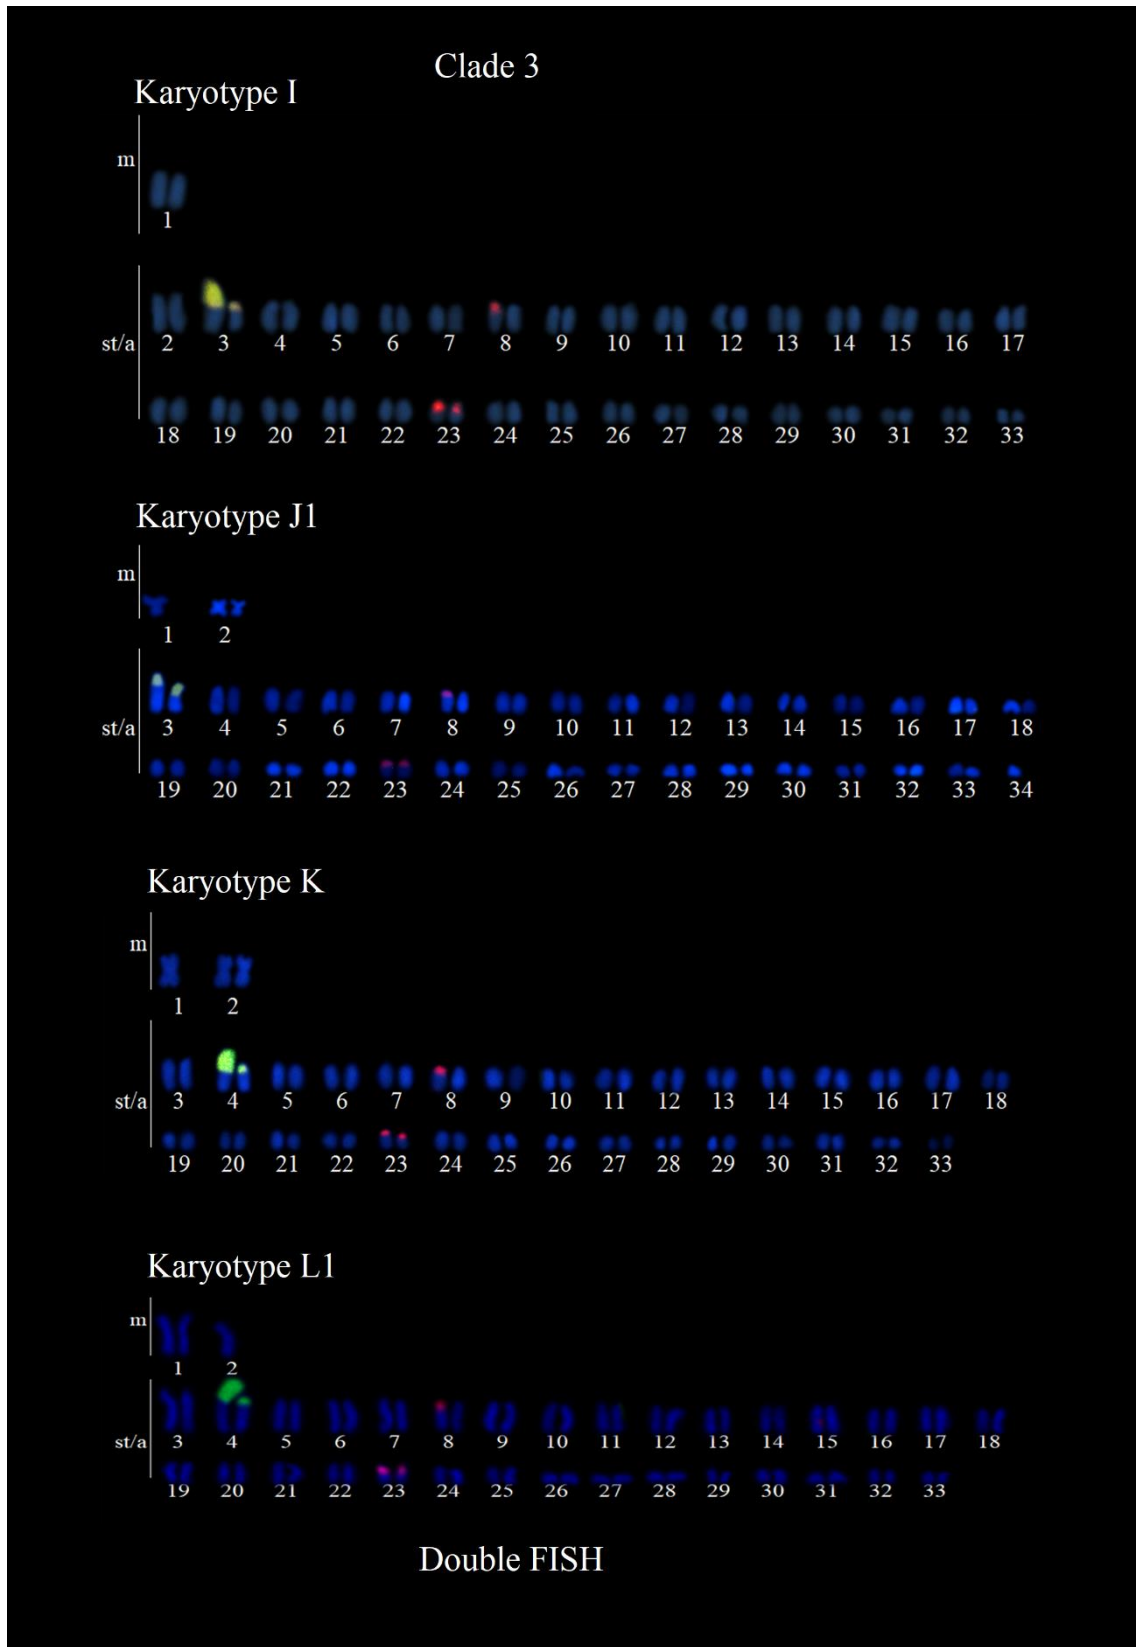 Clade 3
Karyotype I
m
1
st/a
2 3 4 5 6 7 8 9 10 11 12 13 14 15 16 17
18 19 20 21 22 23 24 25 26 27 28 29 30 31 32 33
Karyotype J1
m
1 2
st/a
3 4 5 6 7 8 9 10 11 12 13 14 15 16 17 18
19 20 21 22 23 24 25 26 27 28 29 30 31 32 33 34
Karyotype K
m
1 2
st/a
3 4 5 6 7 8 9 10 11 12 13 14 15 16 17 18
19 20 21 22 23 24 25 26 27 28 29 30 31 32 33
Karyotype L1
m
1 2
st/a
3 4 5 6 7 8 9 10 11 12 13 14 15 16 17 18
19 20 21 22 23 24 25 26 27 28 29 30 31 32 33
Double FISH